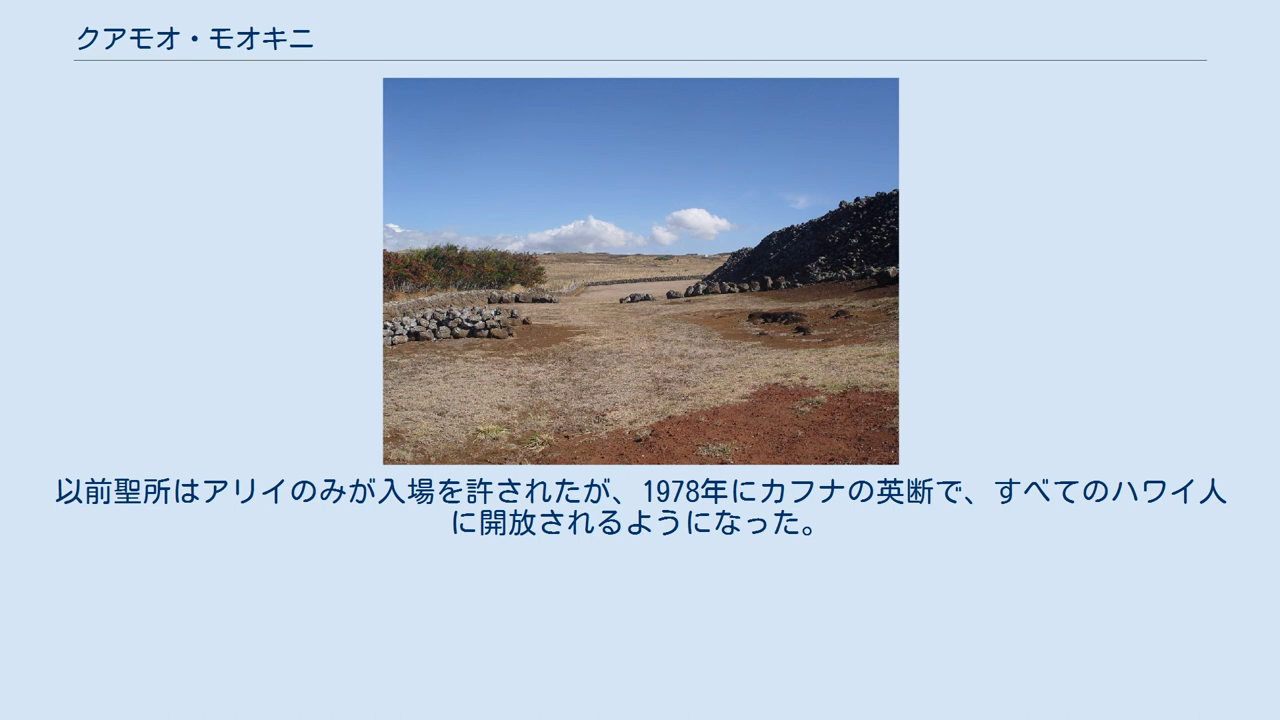 クアモオ・モオキニ
以前聖所はアリイのみが入場を許されたが、1978年にカフナの英断で、すべてのハワイ人
に開放されるようになった。